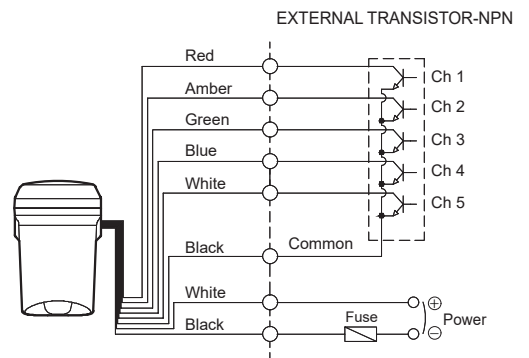 EXTERNAL TRANSISTOR-NPN
Red
Ch 1
Amber
Ch 2
Green
Ch 3
Blue
Ch 4
White
Ch 5
Black
Common
White
⊕
Fuse
Power
Black
⊖